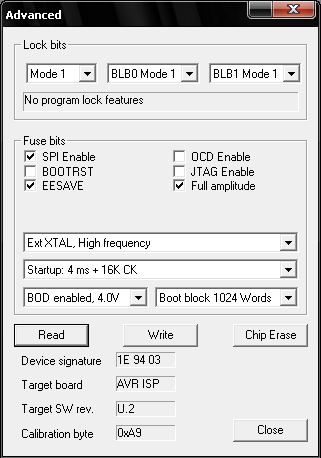 Advanced
Lock bits
Mode 1 BLB0 Mode 1 BLB1 Mode 1
No program lock features
Fuse bits
SPI Enable OCD Enable
BOOTRST JTAG Enable
EESAVE Full amplitude
Ext XTAL, High frequency
Startup: 4 ms + 16K CK
BOD enabled, 4.0V Boot block 1024 Words
Read Write Chip Erase
Device signature 1E 94 03
Target board AVR ISP
Target SW rev. U.2
Calibration byte 0xA9
Close